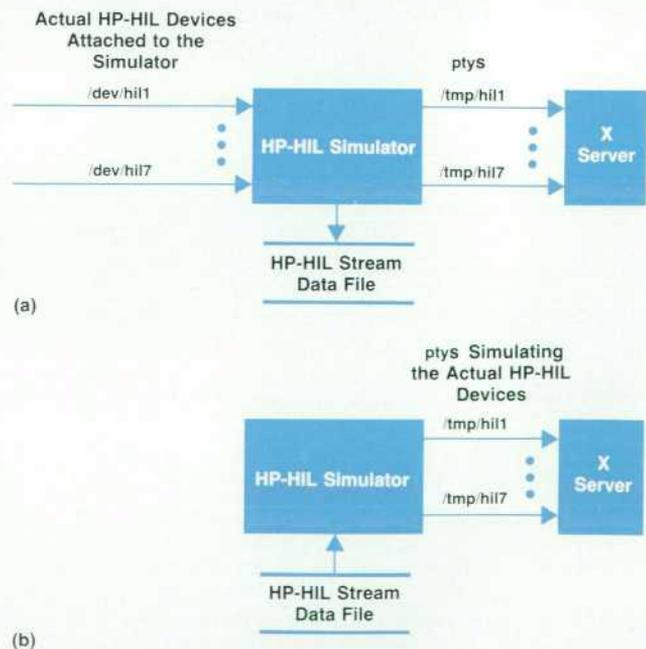 Actual HP-HIL Devices
Attached to the
Simulator
ptys
/dev/hil1
/tmp/hil1
HP-HIL Simulator
X
Server
/dev/hil7
/tmp/hil7
HP-HIL Stream
Data File
(a)
ptys Simulating
the Actual HP-HIL
Devices
/tmp/hil1
HP-HIL Simulator
X
Server
/tmp/hil7
HP-HIL Stream
Data File
(b)